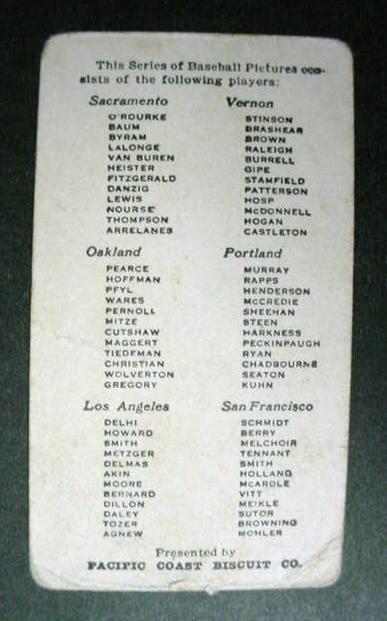 This Series of Baseball Pictures con-
sists of the following players:
Sacramento
O'ROURKE
BAUM
BYRAM
LALONGE
VAN BUREN
HEISTER
FITZGERALD
DANZIG
LEWIS
NOURSE
THOMPSON
ARRELANES
Vernon
STINSON
BRASHEAR
BROWN
RALEIGH
BURRELL
GIPE
STAMFIELD
PATTERSON
HOSP
McDONNELL
HOGAN
CASTLETON
Oakland
PEARCE
HOFFMAN
PFYL
WARES
PERNOLL
MITZE
CUTSHAW
MAGGERT
TIEDEMAN
CHRISTIAN
WOLVERTON
GREGORY
Portland
MURRAY
RAPPS
HENDERSON
McCREDIE
SHEEHAN
STEEN
HARKNESS
PECKINPAUGH
RYAN
CHADBOURNE
SEATON
KUHN
Los Angeles
DELHI
HOWARD
SMITH
METZGER
DELMAS
AKIN
MOORE
BERNARD
DILLON
DALEY
TOZER
AGNEW
San Francisco
SCHMIDT
BERRY
MELCHOIR
TENNANT
SMITH
HOLLAND
McARDLE
VITT
MEIKLE
SUTOR
BROWNING
MOHLER
Presented by
PACIFIC COAST BISCUIT CO.